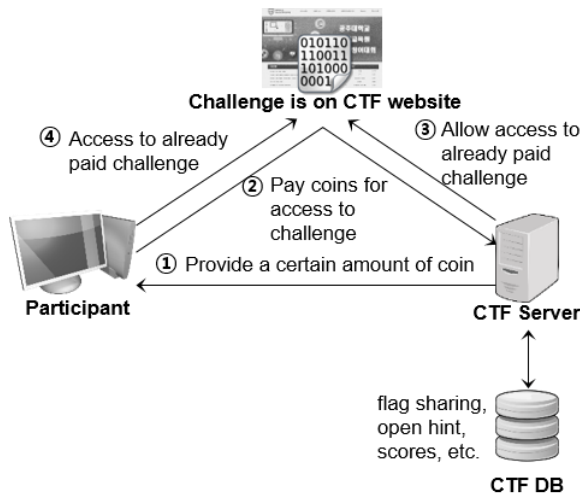 010110
110011
101000
0001
Challenge is on CTF website
④ Access to already
paid challenge
③ Allow access to
already paid
challenge
② Pay coins for
access to
challenge
① Provide a certain amount of coin
Participant
CTF Server
flag sharing,
open hint,
scores, etc.
CTF DB